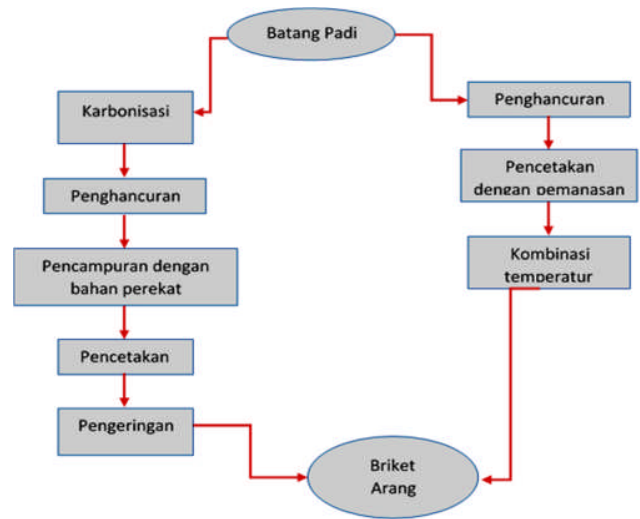 Batang Padi
Karbonisasi
Penghancuran
Pencampuran dengan
bahan perekat
Pencetakan
Pengeringan
Penghancuran
Pencetakan
dengan pemanasan
Kombinasi
temperatur
Briket
Arang